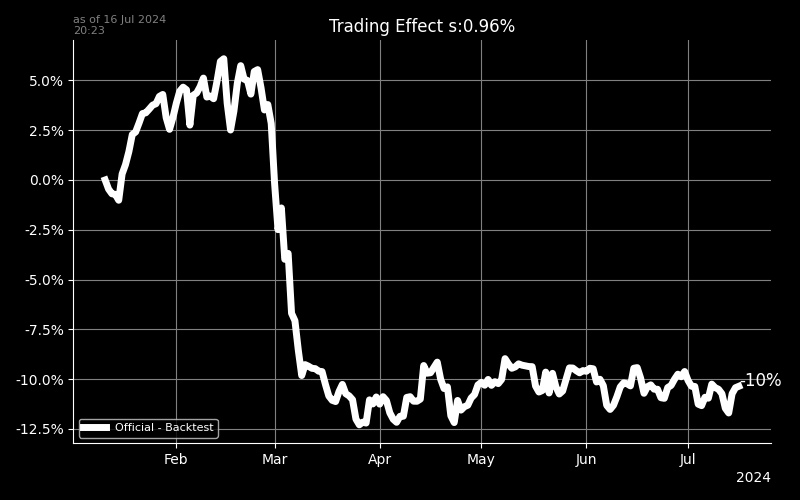 as of 16 Jul 2024
20:23
Trading Effect s:0.96%
5.0%
2.5%
0.0%
-2.5%
-5.0%
-7.5%
-10.0%
-12.5%
-10%
Official - Backtest
Feb Mar Apr May Jun Jul
2024